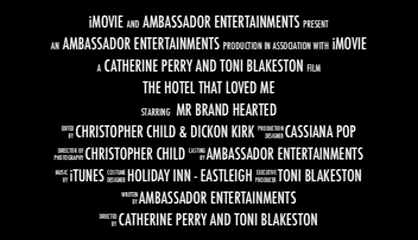 iMOVIE AND AMBASSADOR ENTERTAINMENTS PRESENT
AN AMBASSADOR ENTERTAINMENTS PRODUCTION IN ASSOCIATION WITH iMOVIE
A CATHERINE PERRY AND TONI BLAKESTON FILM
THE HOTEL THAT LOVED ME
STARRING MR BRAND HEARTED
EDITED BY CHRISTOPHER CHILD & DICKON KIRK PRODUCTION DESIGNER CASSIANA POP
DIRECTOR OF PHOTOGRAPHY CHRISTOPHER CHILD CASTING BY AMBASSADOR ENTERTAINMENTS
MUSIC BY iTUNES COSTUME DESIGNER HOLIDAY INN - EASTLEIGH EXECUTIVE PRODUCER TONI BLAKESTON
WRITTEN BY AMBASSADOR ENTERTAINMENTS
DIRECTED BY CATHERINE PERRY AND TONI BLAKESTON